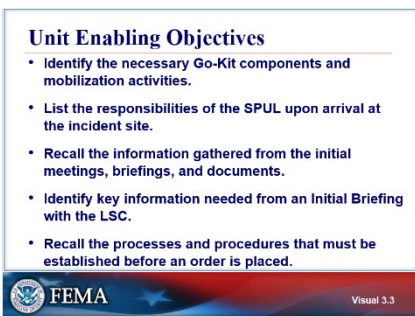 Unit Enabling Objectives
• Identify the necessary Go-Kit components and
mobilization activities.
• List the responsibilities of the SPUL upon arrival at
the incident site.
• Recall the information gathered from the initial
meetings, briefings, and documents.
• Identify key information needed from an Initial Briefing
with the LSC.
• Recall the processes and procedures that must be
established before an order is placed.
FEMA
Visual 3.3